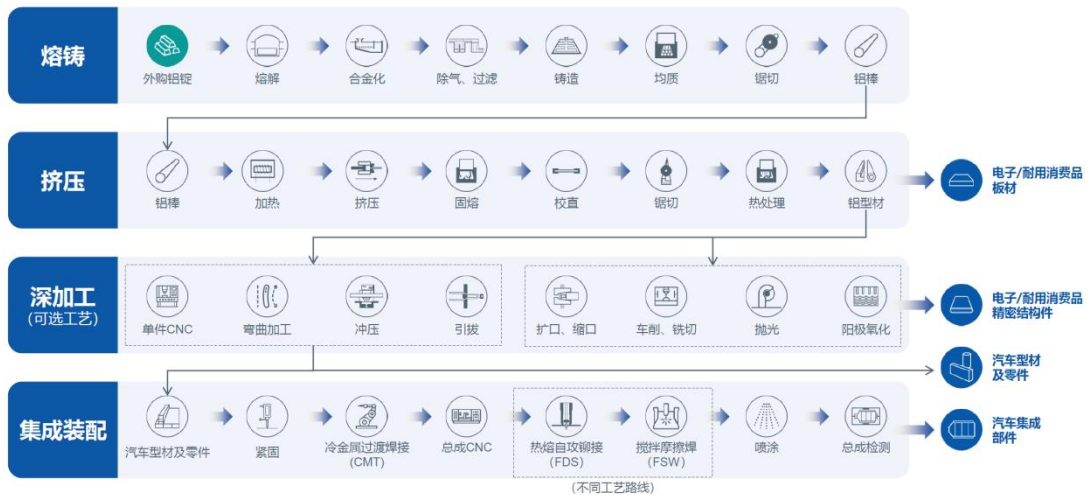 熔铸
外购铝锭
熔解
合金化
除气、过滤
铸造
均质
锯切
铝棒
挤压
铝棒
加热
挤压
固熔
校直
锯切
热处理
铝型材
电子/耐用消费品
板材
深加工
(可选工艺)
单件CNC
弯曲加工
冲压
引拔
扩口、缩口
车削、铣切
抛光
阳极氧化
电子/耐用消费品
精密结构件
汽车型材
及零件
集成装配
汽车型材及零件
紧固
冷金属过渡焊接
(CMT)
总成CNC
热熔自攻铆接
(FDS)
搅拌摩擦焊
(FSW)
喷涂
总成检测
汽车集成
部件
(不同工艺路线)